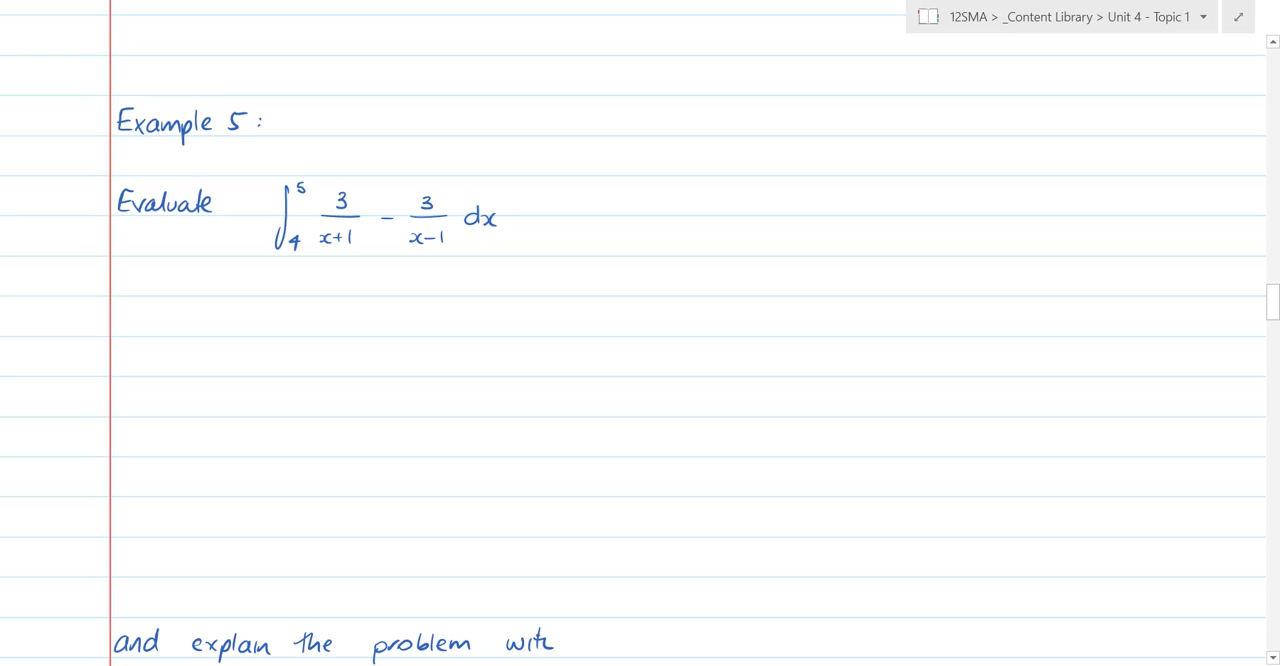 12SMA > _Content Library > Unit 4 - Topic 1
Example 5 :
Evaluate ∫₄⁵ 3/(x+1) - 3/(x-1) dx
and explain the problem with